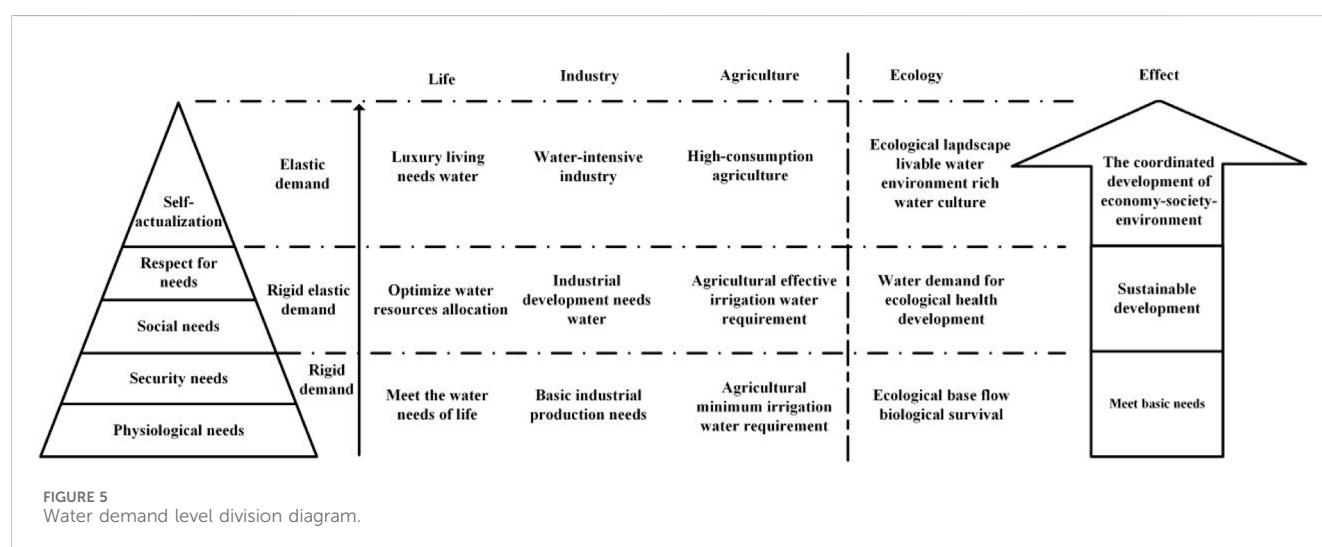 Life
Industry
Agriculture
Ecology
Effect
Self-
actualization
Elastic
demand
Luxury living
needs water
Water-intensive
industry
High-consumption
agriculture
Ecological landscape
livable water
environment rich
water culture
The coordinated
development of
economy-society-
environment
Respect for
needs
Social needs
Rigid elastic
demand
Optimize water
resources allocation
Industrial
development needs
water
Agricultural effective
irrigation water
requirement
Water demand for
ecological health
development
Sustainable
development
Security needs
Physiological needs
Rigid
demand
Meet the water
needs of life
Basic industrial
production needs
Agricultural
minimum irrigation
water requirement
Ecological base flow
biological survival
Meet basic needs
FIGURE 5
Water demand level division diagram.